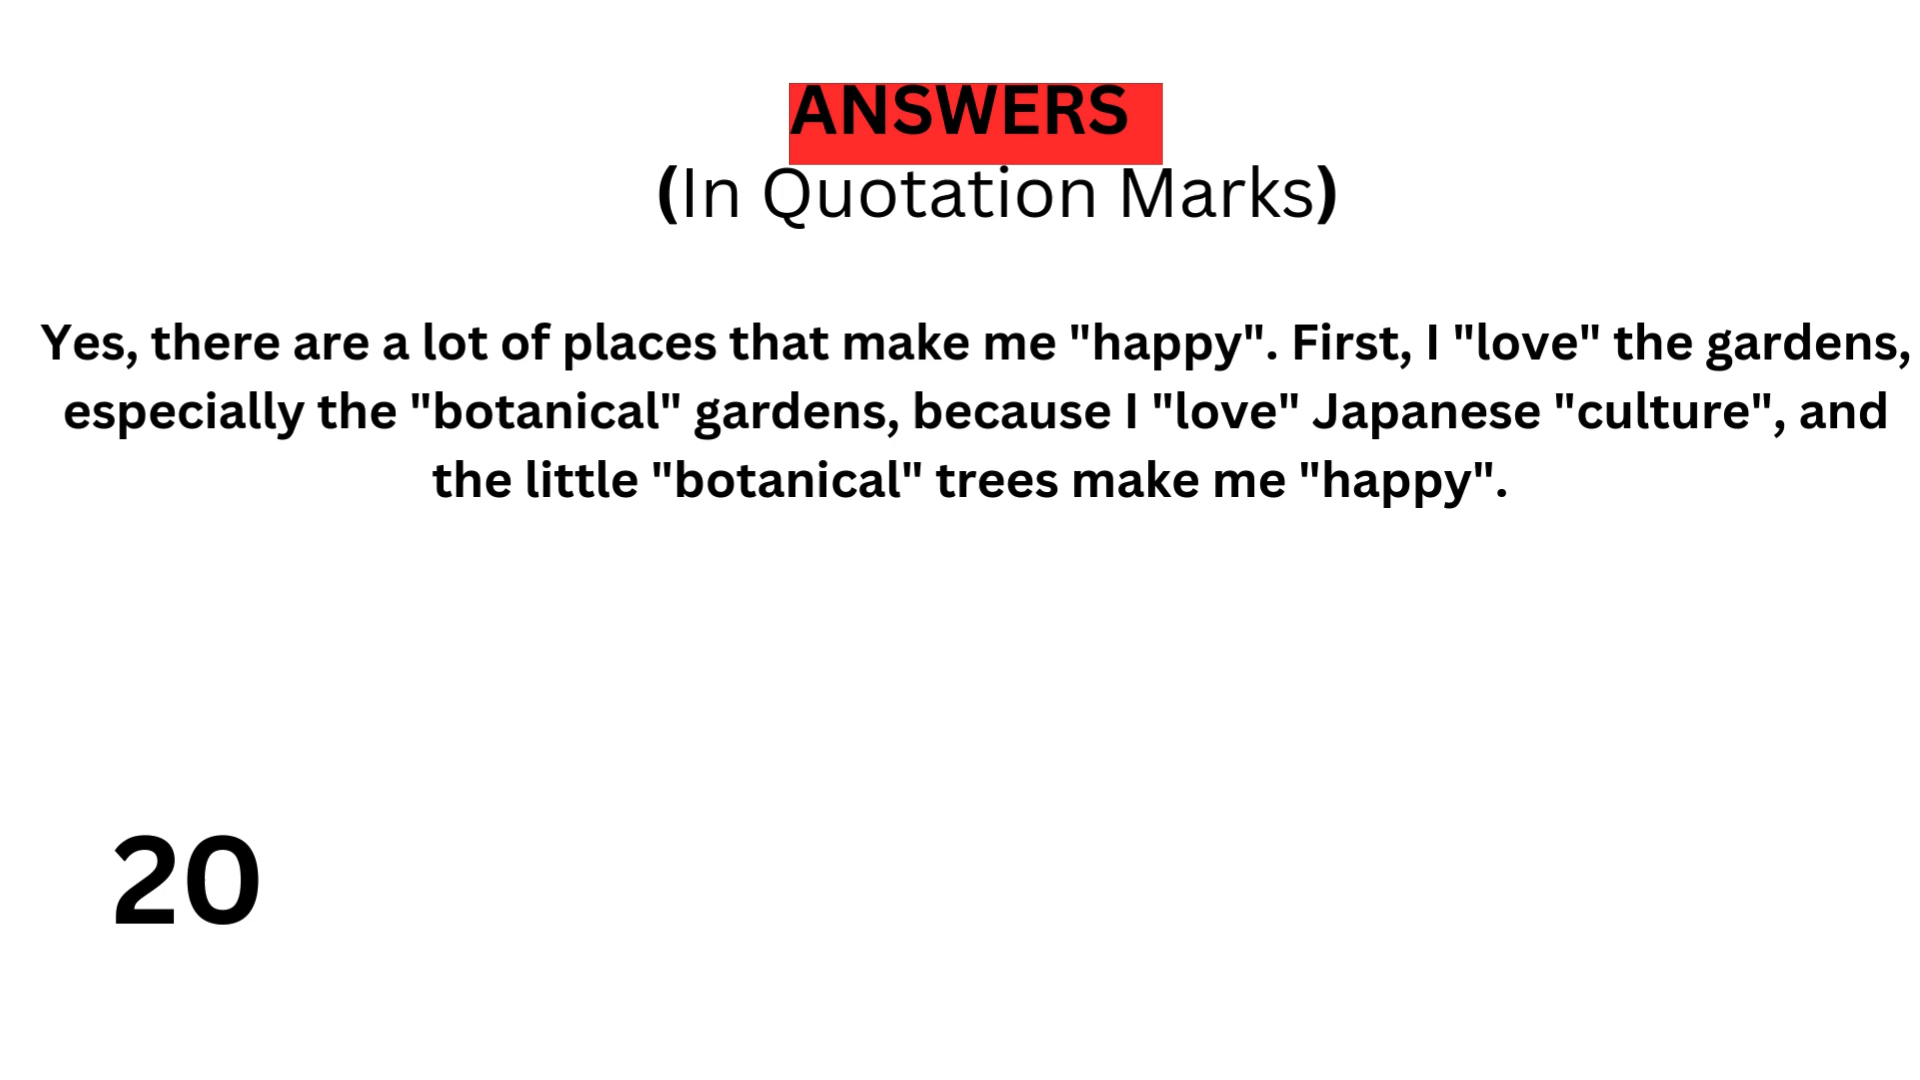 ANSWERS
(In Quotation Marks)
Yes, there are a lot of places that make me "happy". First, I "love" the gardens,
especially the "botanical" gardens, because I "love" Japanese "culture", and
the little "botanical" trees make me "happy".
20